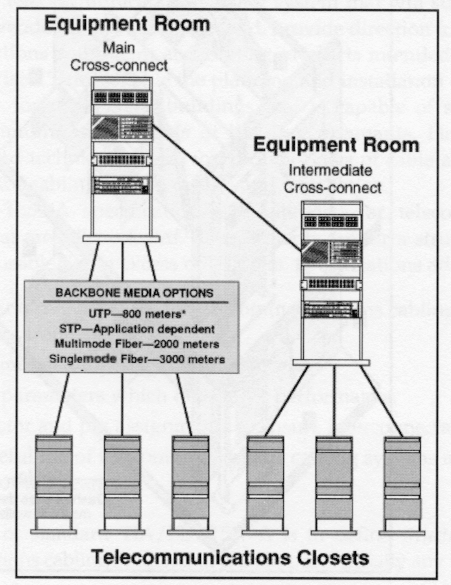 Equipment Room
Main
Cross-connect
Equipment Room
Intermediate
Cross-connect
BACKBONE MEDIA OPTIONS
UTP—800 meters*
STP—Application dependent
Multimode Fiber—2000 meters
Singlemode Fiber—3000 meters
Telecommunications Closets